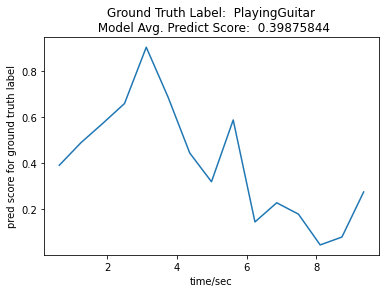 Ground Truth Label:  PlayingGuitar
Model Avg. Predict Score:  0.39875844
pred score for ground truth label
0.8
0.6
0.4
0.2
2
4
6
8
time/sec